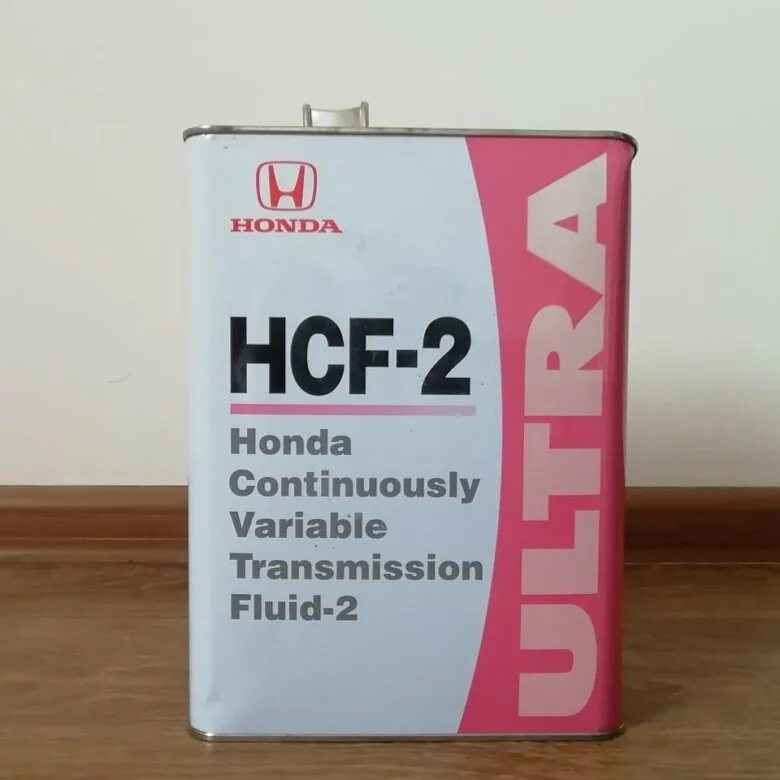 HONDA
HCF-2
Honda
Continuously
Variable
Transmission
Fluid-2
ULTRA